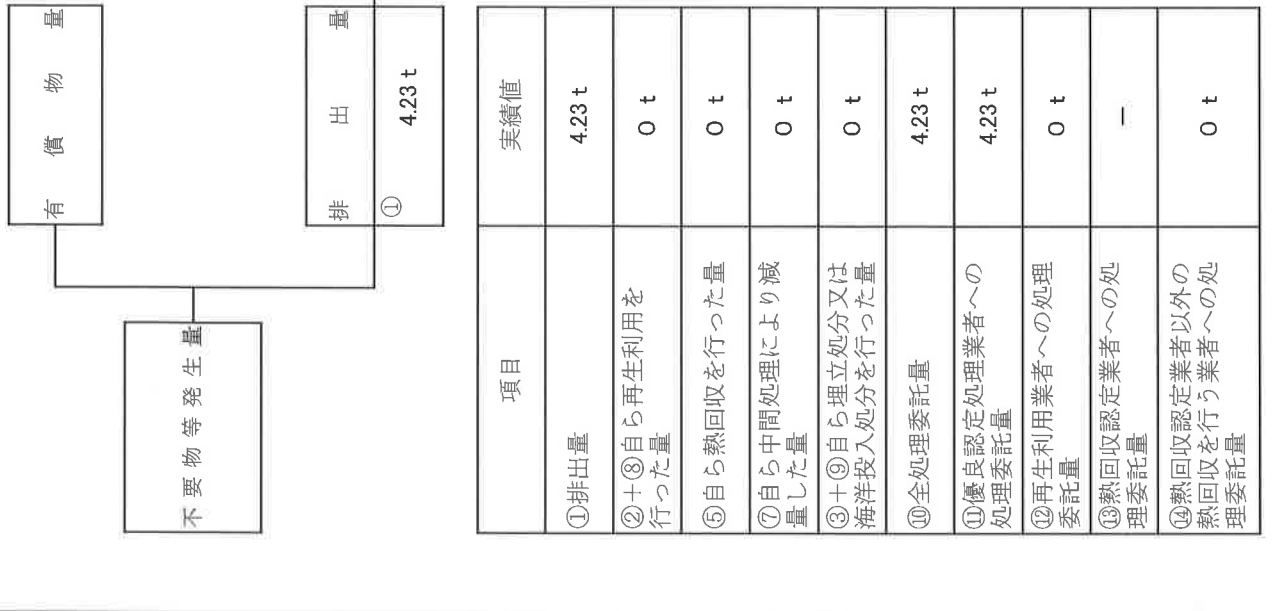 不要物等発生量
有償物量
排出量
① 4.23 t
項目 実績値
①排出量 4.23 t
②+⑧自ら再生利用を
行った量 0 t
⑤自ら熱回収を行った量 0 t
⑦自ら中間処理により減
量した量 0 t
③+⑨自ら埋立処分又は
海洋投入処分を行った量 0 t
⑩全処理委託量 4.23 t
⑪優良認定処理業者への
処理委託量 4.23 t
⑫再生利用業者への処理
委託量 0 t
⑬熱回収認定業者への処
理委託量 ー
⑭熱回収認定業者以外の
熱回収を行う業者への処
理委託量 0 t